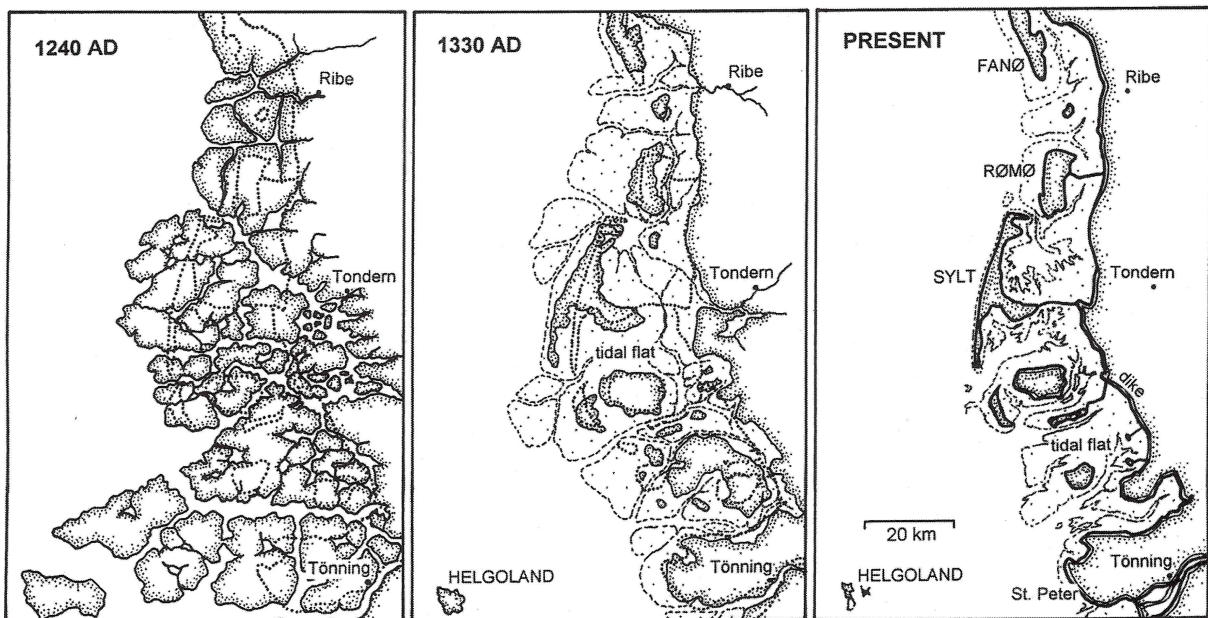 1240 AD
Ribe
Tondern
Tönning
1330 AD
Ribe
Tondern
tidal flat
HELGOLAND
Tönning
PRESENT
FANØ
Ribe
RØMØ
SYLT
Tondern
dike
tidal flat
20 km
HELGOLAND
Tönning
St. Peter